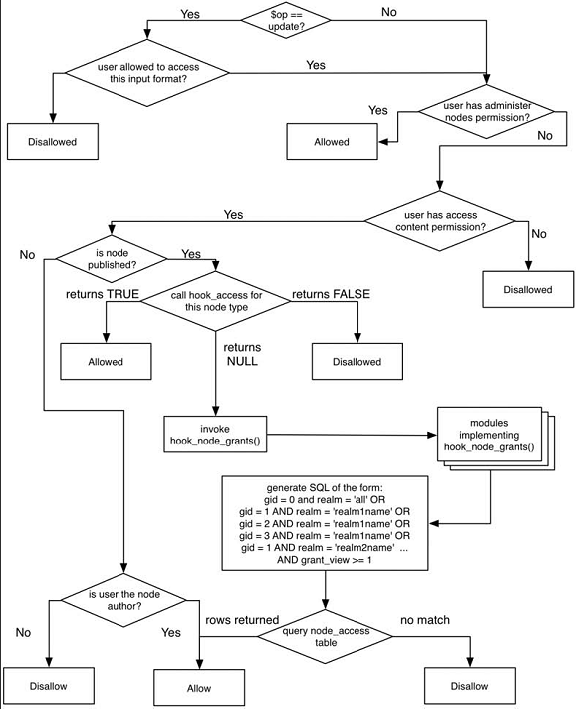 Yes
$op ==
update?
No
user allowed to access
this input format?
Yes
Disallowed
Yes
Allowed
user has administer
nodes permission?
No
Yes
user has access
content permission?
No
Disallowed
No
is node
published?
Yes
returns TRUE
call hook_access for
this node type
returns FALSE
Allowed
returns
NULL
Disallowed
invoke
hook_node_grants()
modules
implementing
hook_node_grants()
generate SQL of the form:
gid = 0 and realm = 'all' OR
gid = 1 AND realm = 'realm1name' OR
gid = 2 AND realm = 'realm1name' OR
gid = 3 AND realm = 'realm1name' OR
gid = 1 AND realm = 'realm2name' ...
AND grant_view >= 1
is user the node
author?
No
Yes
rows returned
query node_access
table
no match
Disallow
Allow
Disallow